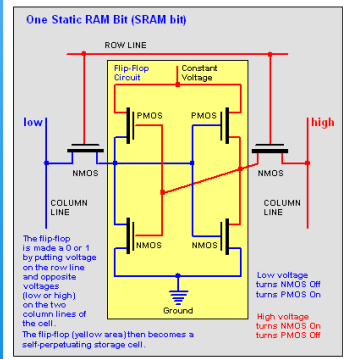 One Static RAM Bit (SRAM bit)
ROW LINE
Flip-Flop
Circuit
Constant
Voltage
low
high
PMOS
PMOS
NMOS
NMOS
COLUMN
LINE
COLUMN
LINE
NMOS
NMOS
The flip-flop
is made a 0 or 1
by putting voltage
on the row line
and opposite
voltages
(low or high)
on the two
column lines of
the cell.
The flip-flop (yellow area) then becomes a
self-perpetuating storage cell.
Ground
Low voltage
turns NMOS Off
turns PMOS On
High voltage
turns NMOS On
turns PMOS Off